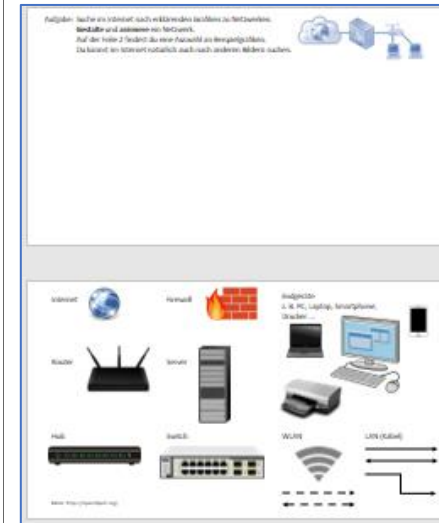 Aufgabe: Suche im Internet nach erklärenden Grafiken zu Netzwerken.
Gestalte und animiere ein Netzwerk.
Auf der Folie 2 findest du eine Auswahl an Beispielgrafiken.
Du kannst im Internet natürlich auch nach anderen Bildern suchen.
Internet
Firewall
Endgeräte
z. B. PC, Laptop, Smartphone,
Drucker ...
Router
Server
Hub
Switch
WLAN
LAN (Kabel)